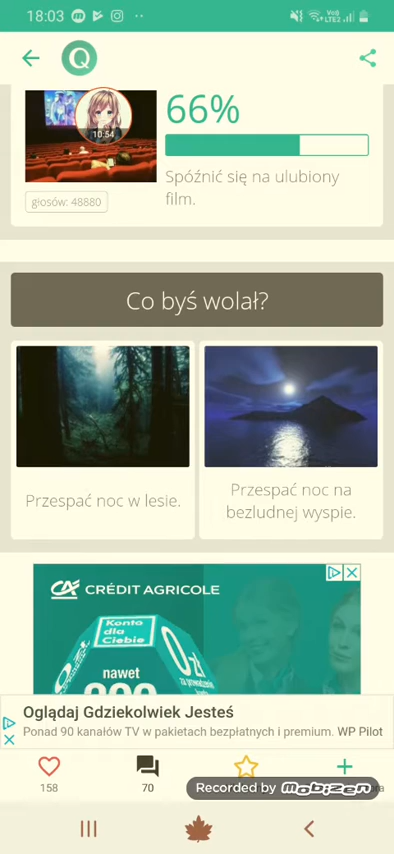 18:03
Q
66%
10:54
Spóźnić się na ulubiony
film.
głosów: 48880
Co byś wolał?
Przespać noc w lesie.
Przespać noc na
bezludnej wyspie.
CA CRÉDIT AGRICOLE
Konto
dla
Ciebie
0zł
nawet
Oglądaj Gdziekolwiek Jesteś
Ponad 90 kanałów TV w pakietach bezpłatnych i premium. WP Pilot
158
70
Recorded by mobizen